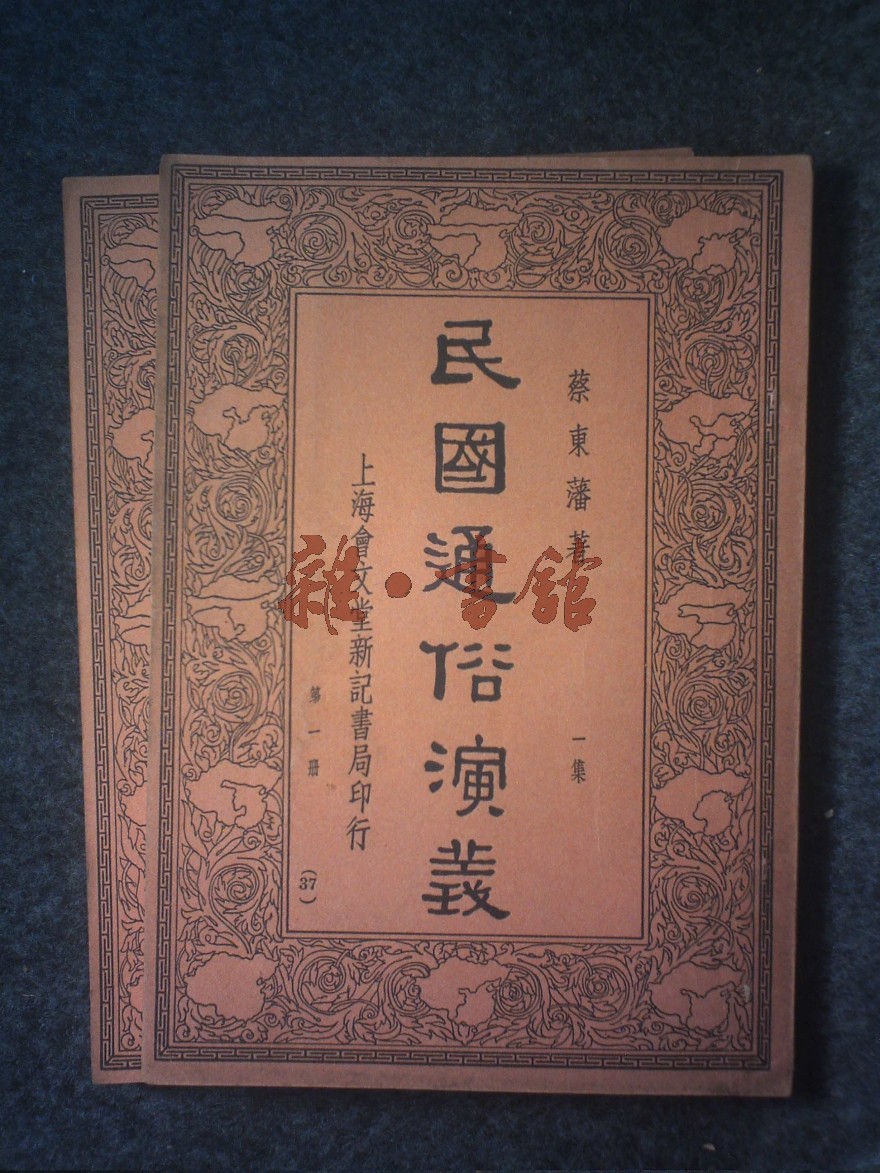 蔡東藩著
一集
民國通俗演義
上海會文堂新記書局印行
第一册
(37)
雜·書館